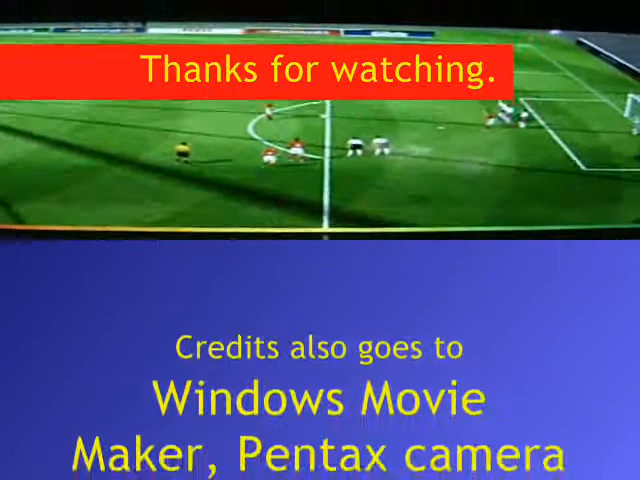 Thanks for watching.
Credits also goes to
Windows Movie
Maker, Pentax camera